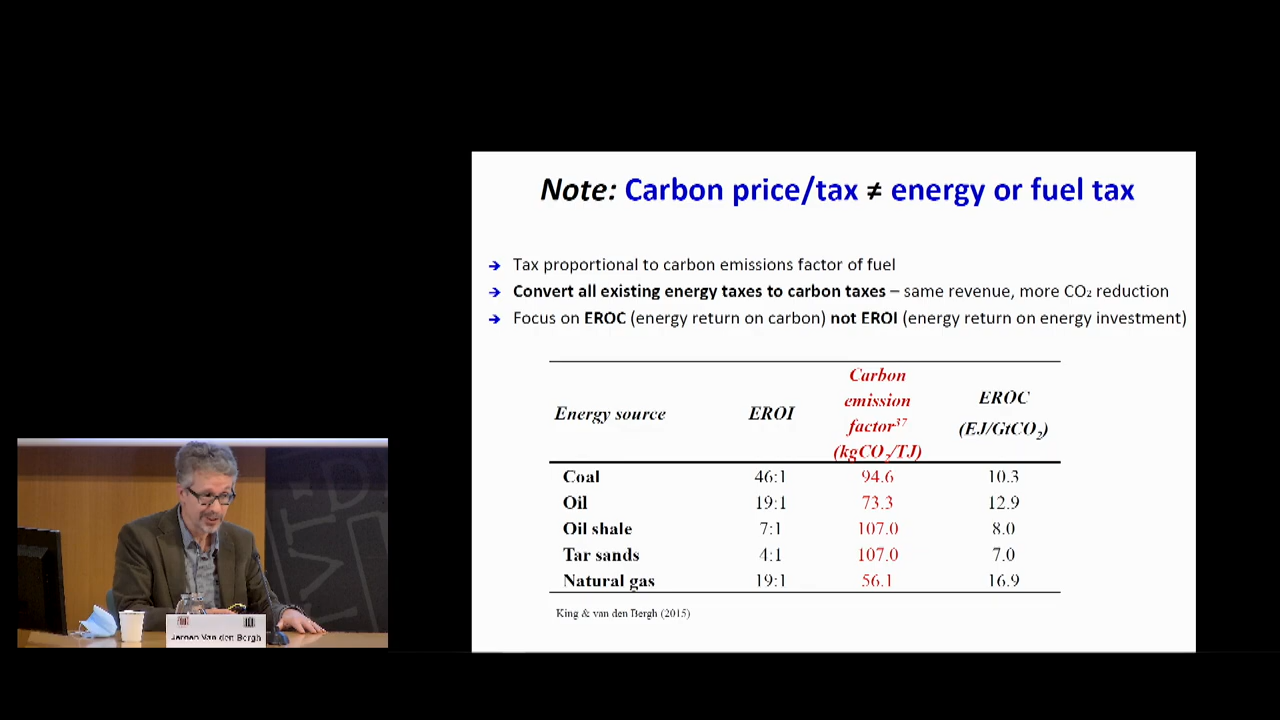 Note: Carbon price/tax ≠ energy or fuel tax
→ Tax proportional to carbon emissions factor of fuel
→ Convert all existing energy taxes to carbon taxes – same revenue, more CO₂ reduction
→ Focus on EROC (energy return on carbon) not EROI (energy return on energy investment)
Energy source EROI Carbon emission factor³⁷ (kgCO₂/TJ) EROC (EJ/GtCO₂)
Coal 46:1 94.6 10.3
Oil 19:1 73.3 12.9
Oil shale 7:1 107.0 8.0
Tar sands 4:1 107.0 7.0
Natural gas 19:1 56.1 16.9
King & van den Bergh (2015)
Jeroen Van den Bergh